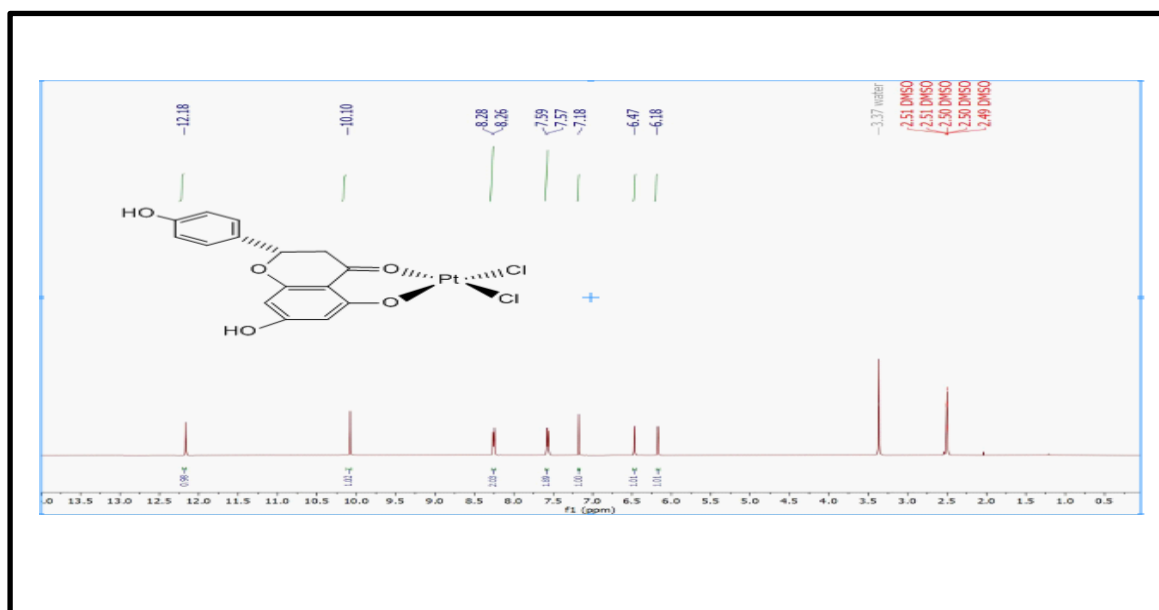 −12.18
−10.10
8.28
8.26
7.59
7.57
−7.18
−6.47
−6.18
−3.37 water
2.51 DMSO
2.51 DMSO
2.50 DMSO
2.50 DMSO
2.49 DMSO
HO
O
O
Pt
Cl
Cl
O
HO
0.98
1.02
2.03
1.89
1.00
1.01
1.01
.0 13.5 13.0 12.5 12.0 11.5 11.0 10.5 10.0 9.5 9.0 8.5 8.0 7.5 7.0 6.5 6.0 5.5 5.0 4.5 4.0 3.5 3.0 2.5 2.0 1.5 1.0 0.5
f1 (ppm)